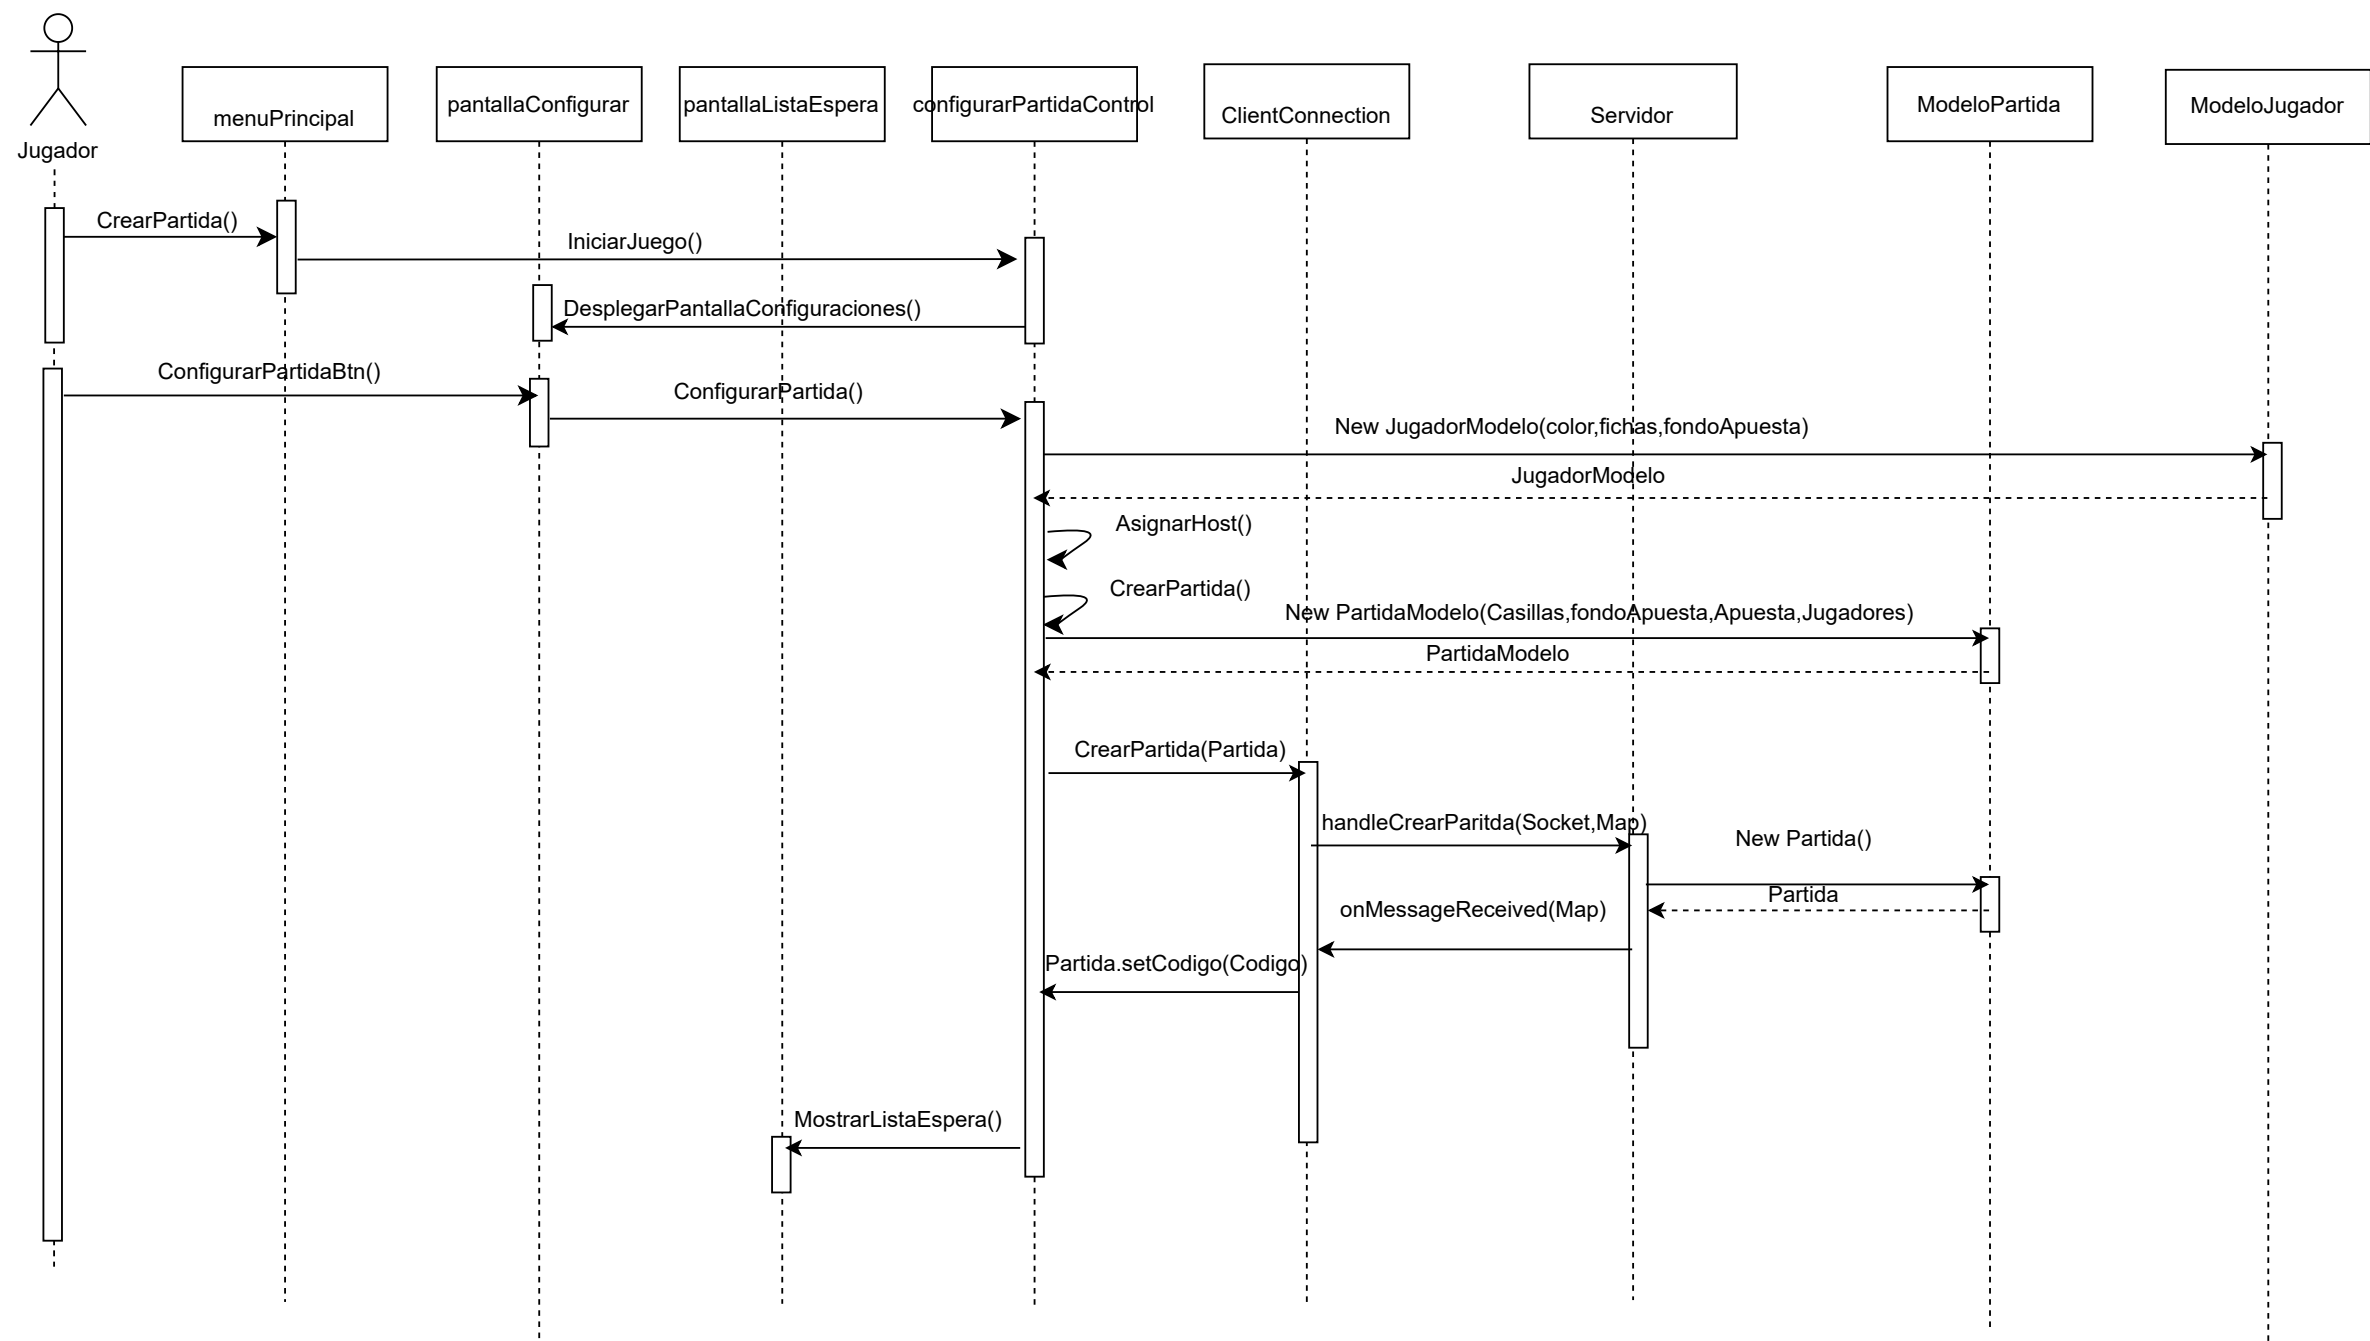 Jugador
menuPrincipal
pantallaConfigurar
pantallaListaEspera
configurarPartidaControl
ClientConnection
Servidor
ModeloPartida
ModeloJugador
CrearPartida()
IniciarJuego()
DesplegarPantallaConfiguraciones()
ConfigurarPartidaBtn()
ConfigurarPartida()
New JugadorModelo(color,fichas,fondoApuesta)
JugadorModelo
AsignarHost()
CrearPartida()
New PartidaModelo(Casillas,fondoApuesta,Apuesta,Jugadores)
PartidaModelo
CrearPartida(Partida)
handleCrearParitda(Socket,Map)
New Partida()
Partida
onMessageReceived(Map)
Partida.setCodigo(Codigo)
MostrarListaEspera()